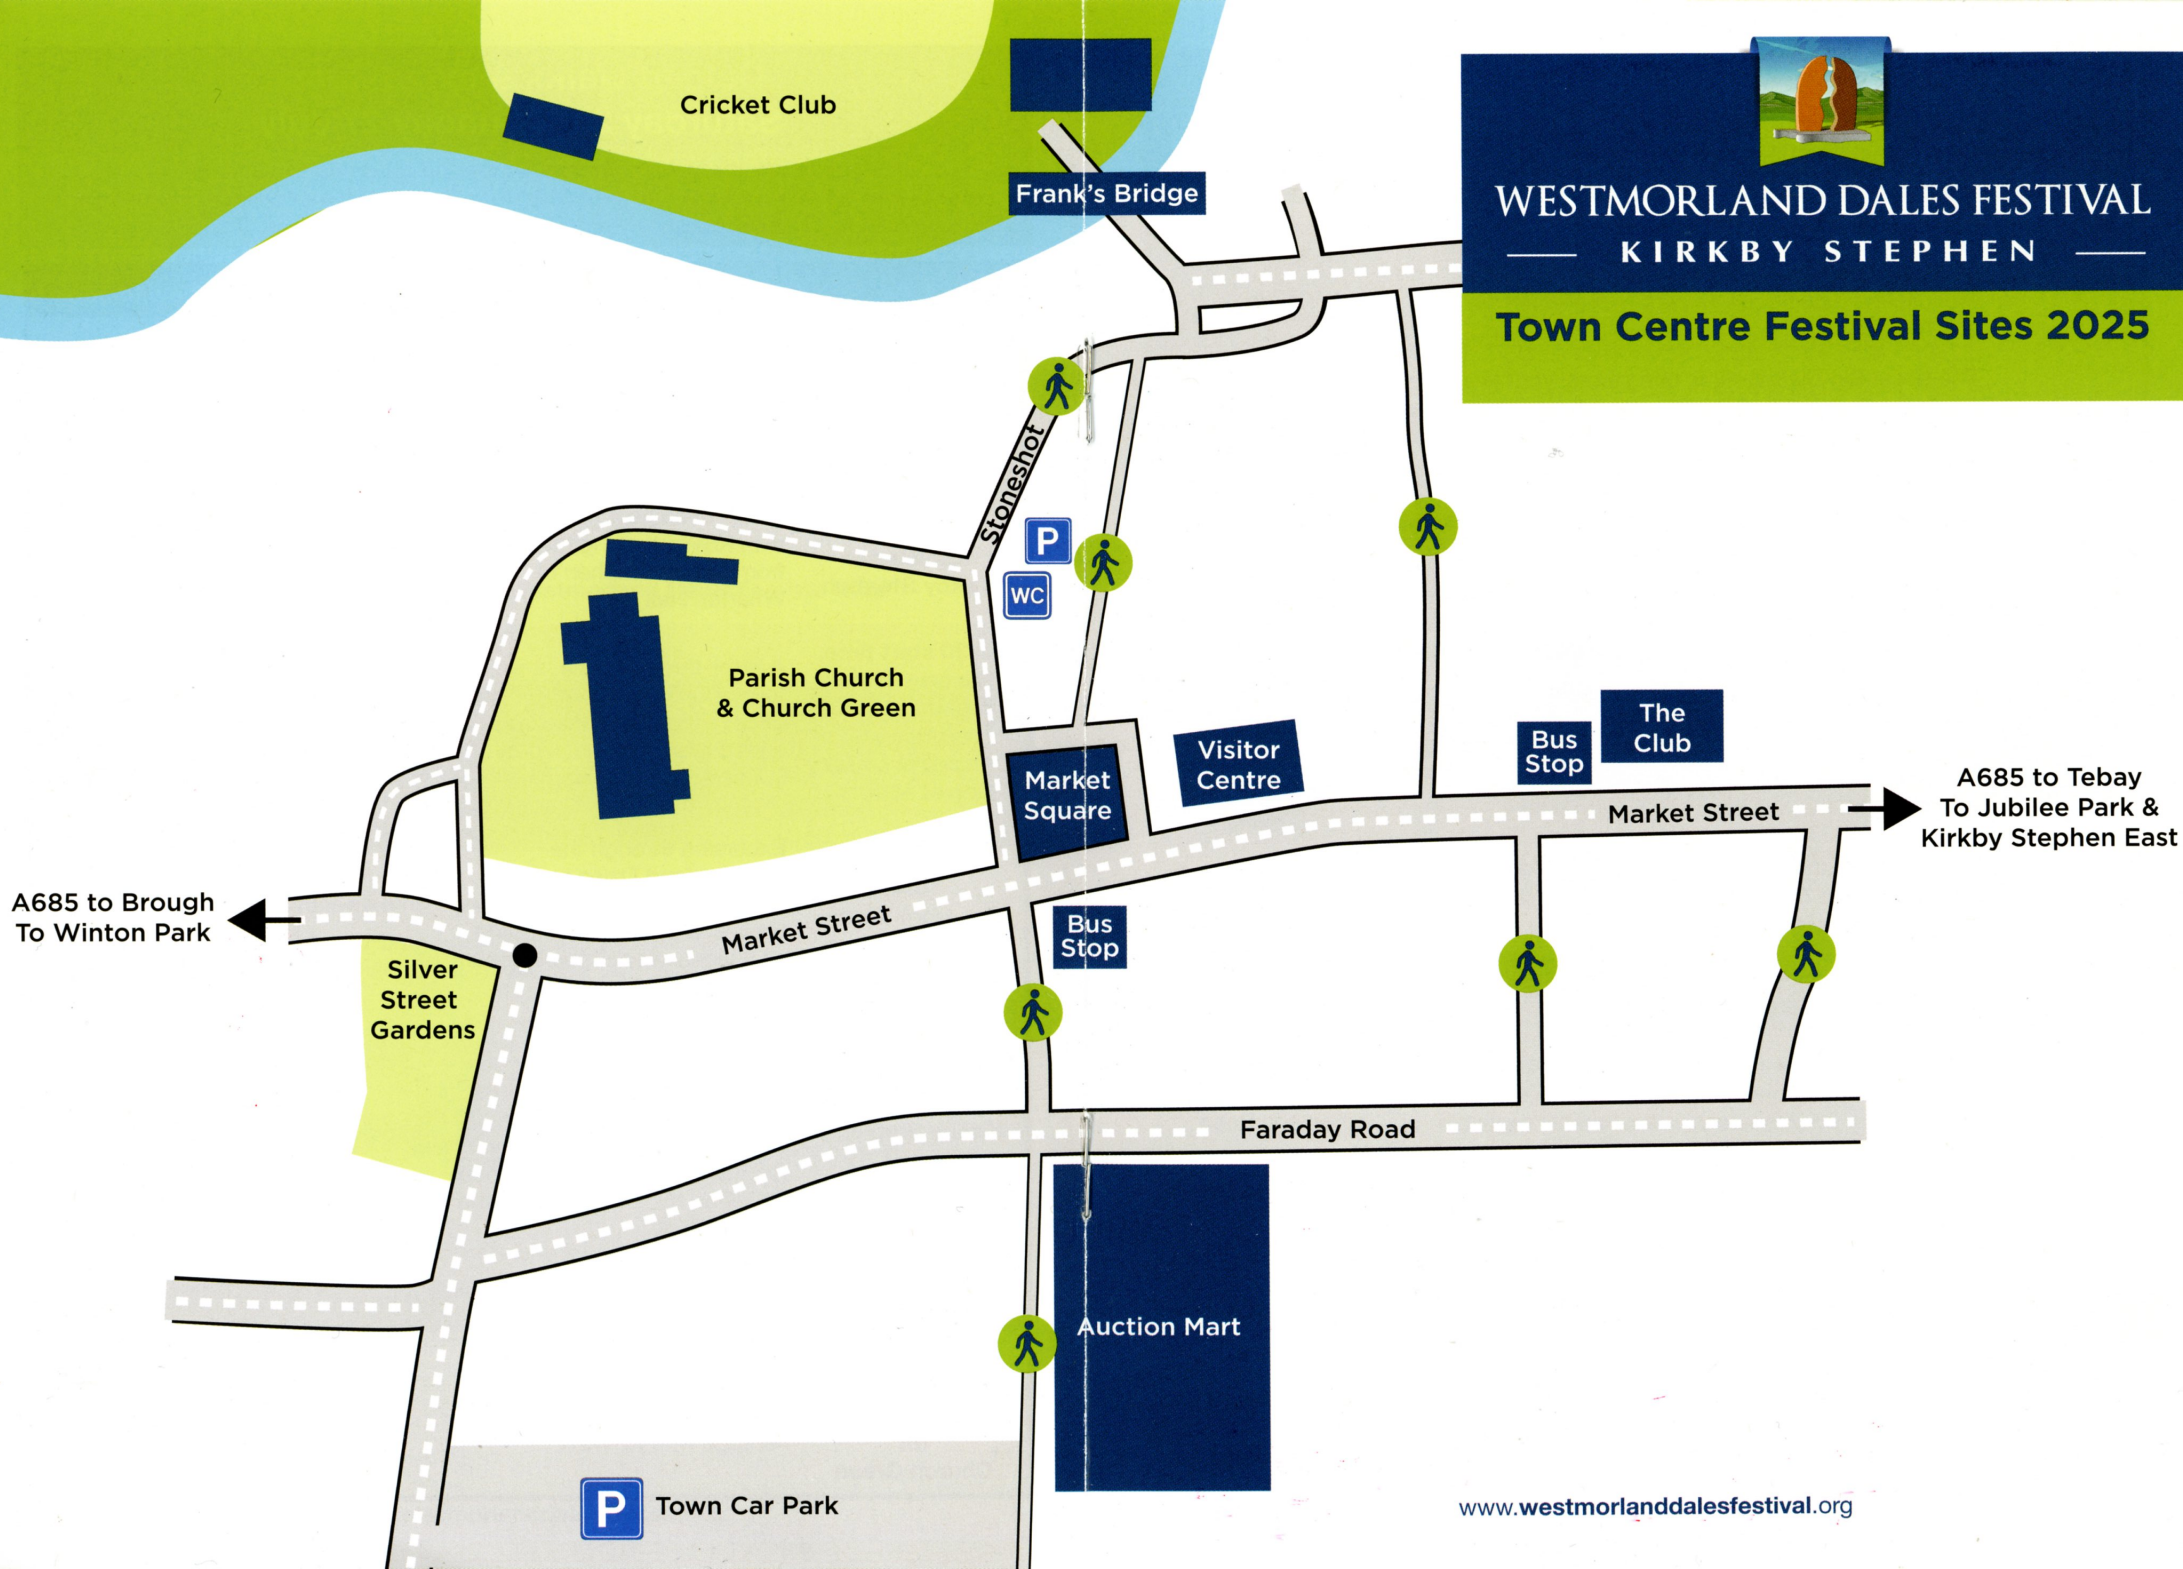 Cricket Club
Frank's Bridge
WESTMORLAND DALES FESTIVAL
KIRKBY STEPHEN
Town Centre Festival Sites 2025
Stoneshot
P
WC
Parish Church
& Church Green
Market
Square
Visitor
Centre
Bus
Stop
The
Club
Market Street
A685 to Tebay
To Jubilee Park &
Kirkby Stephen East
A685 to Brough
To Winton Park
Market Street
Bus
Stop
Silver
Street
Gardens
Faraday Road
Auction Mart
P Town Car Park
www.westmorlanddalesfestival.org